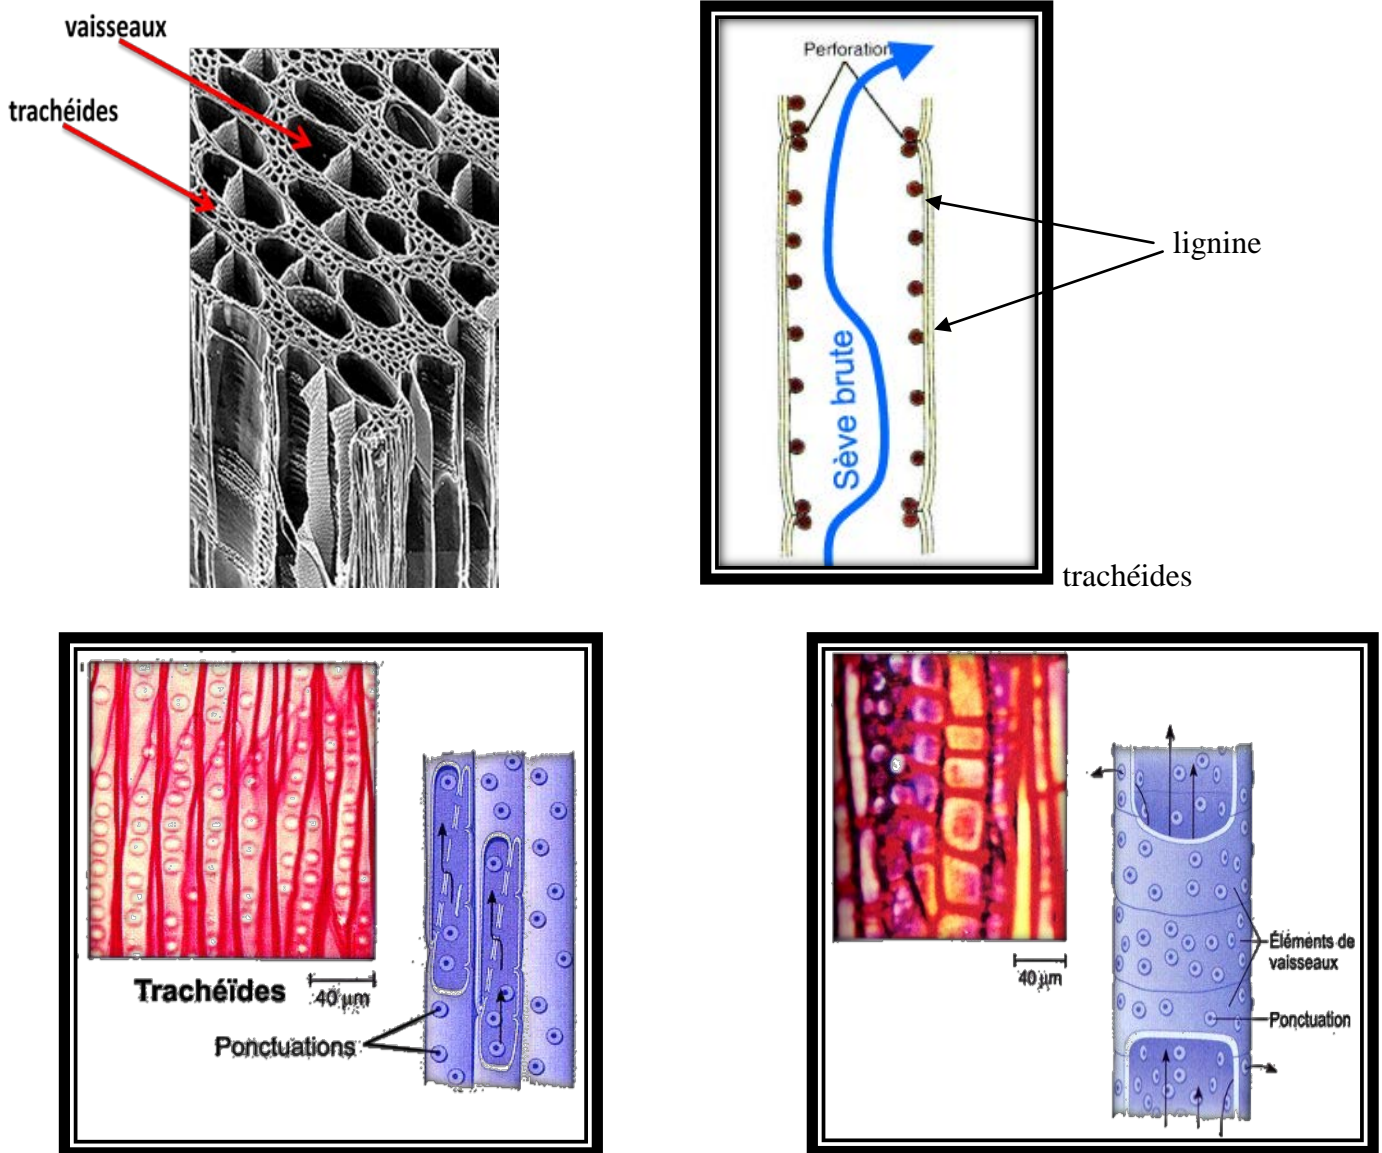 vaisseaux
trachéides
Perforation
Sève brute
lignine
trachéides
Trachéïdes
40 µm
Ponctuations
40 µm
Éléments de
vaisseaux
Ponctuation